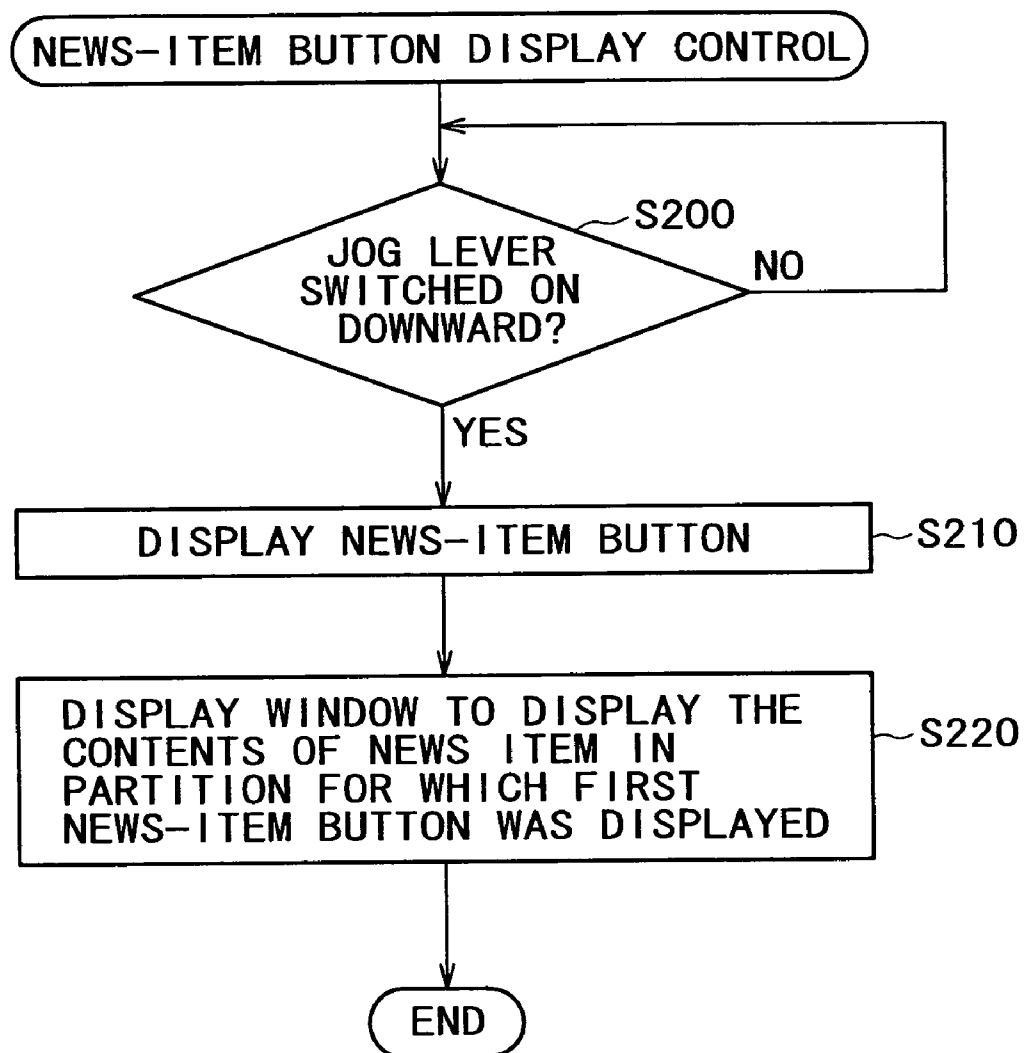 NEWS-ITEM BUTTON DISPLAY CONTROL
S200
JOG LEVER
SWITCHED ON
DOWNWARD?
NO
YES
DISPLAY NEWS-ITEM BUTTON
S210
DISPLAY WINDOW TO DISPLAY THE
CONTENTS OF NEWS ITEM IN
PARTITION FOR WHICH FIRST
NEWS-ITEM BUTTON WAS DISPLAYED
S220
END